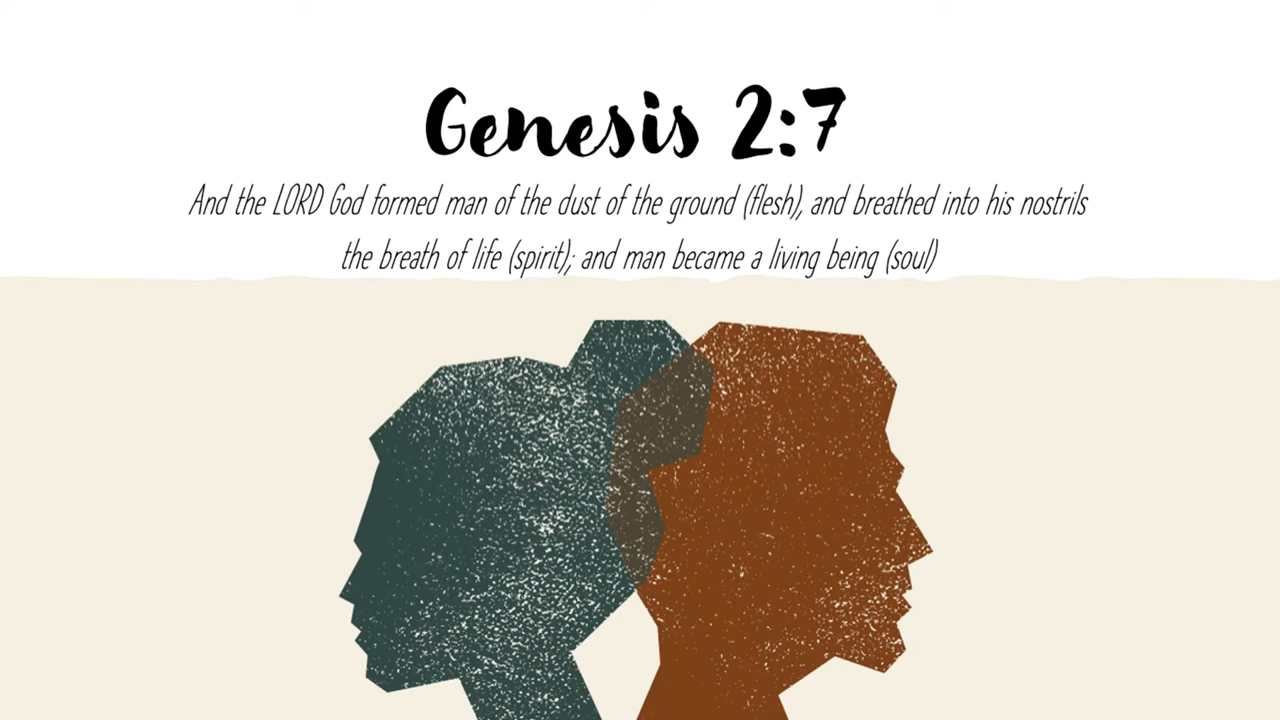 Genesis 2:7
And the LORD God formed man of the dust of the ground (flesh), and breathed into his nostrils
the breath of life (spirit); and man became a living being (soul)